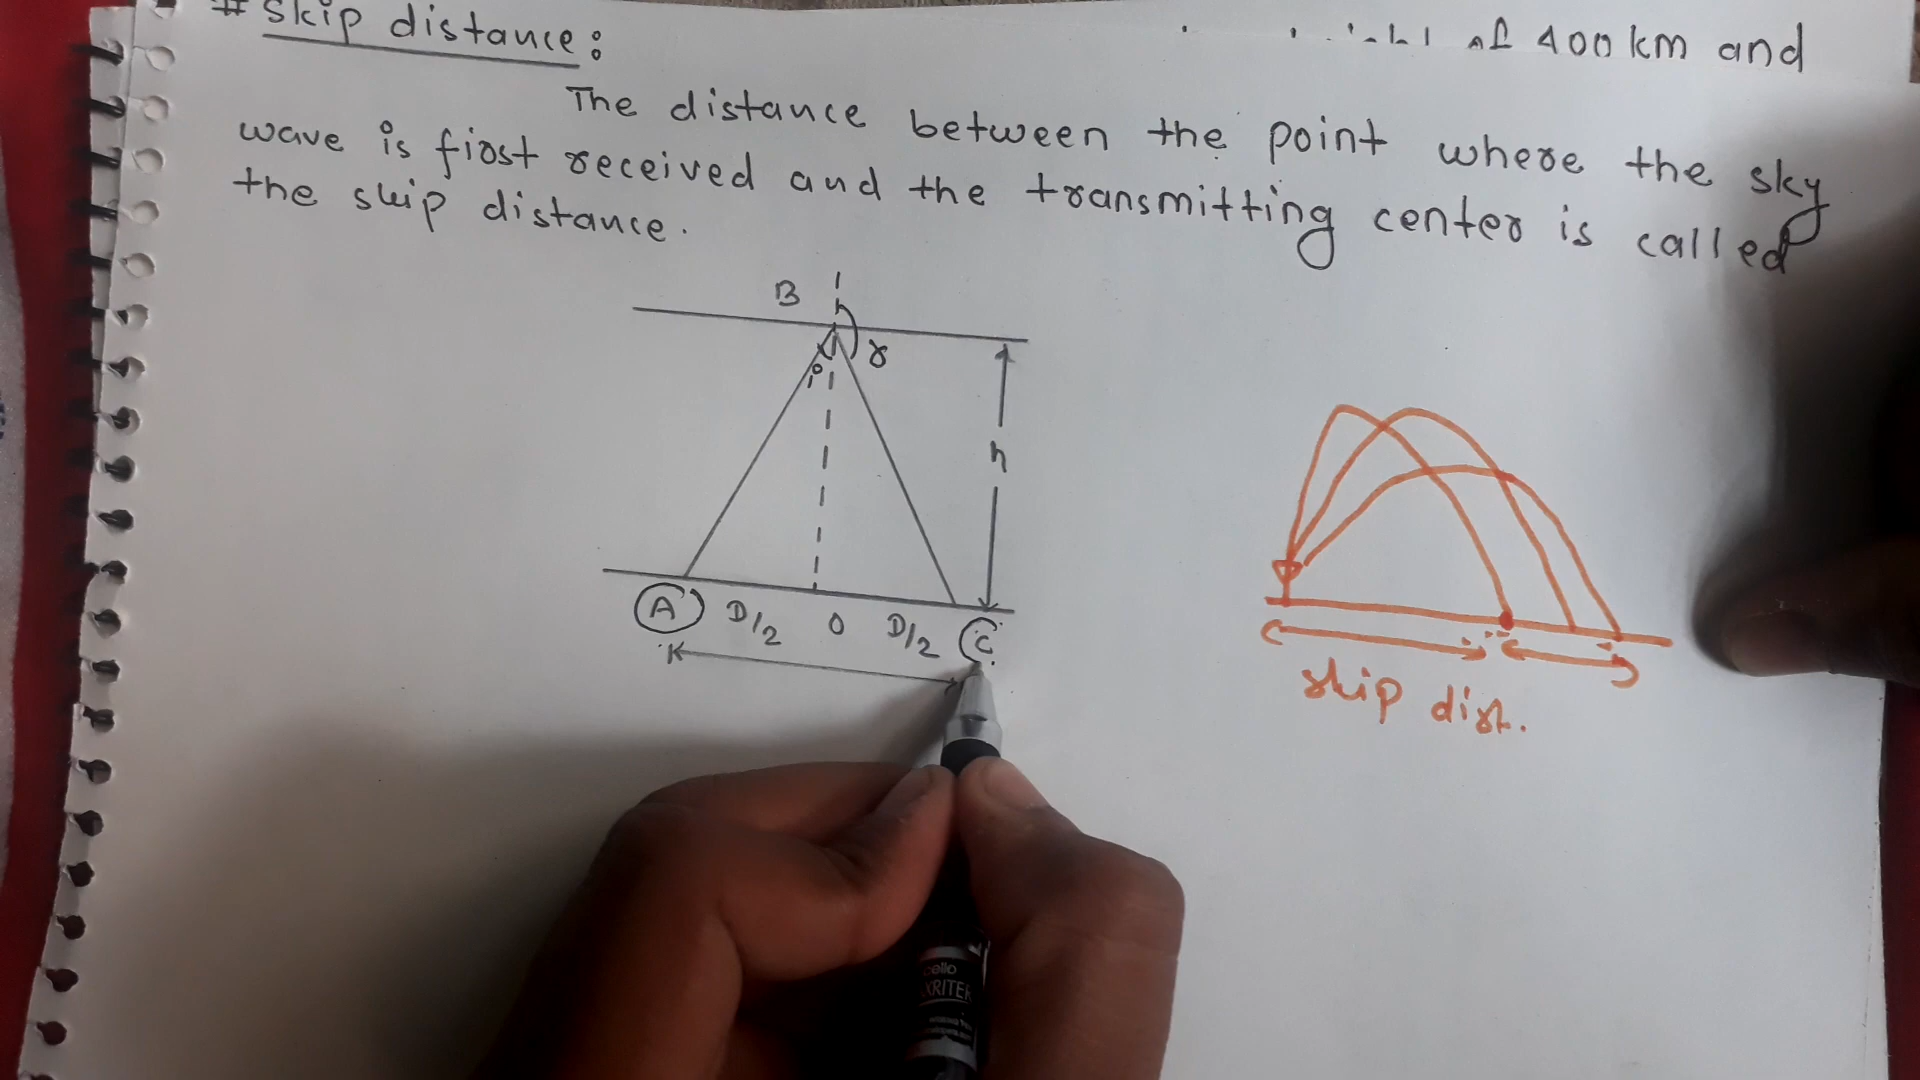 # Skip distance:
of 400 km and
The distance between the point where the sky
wave is first received and the transmitting center is called
the skip distance.
B
r
i
h
A D/2 O D/2 C
skip dist.
cello
XRITER